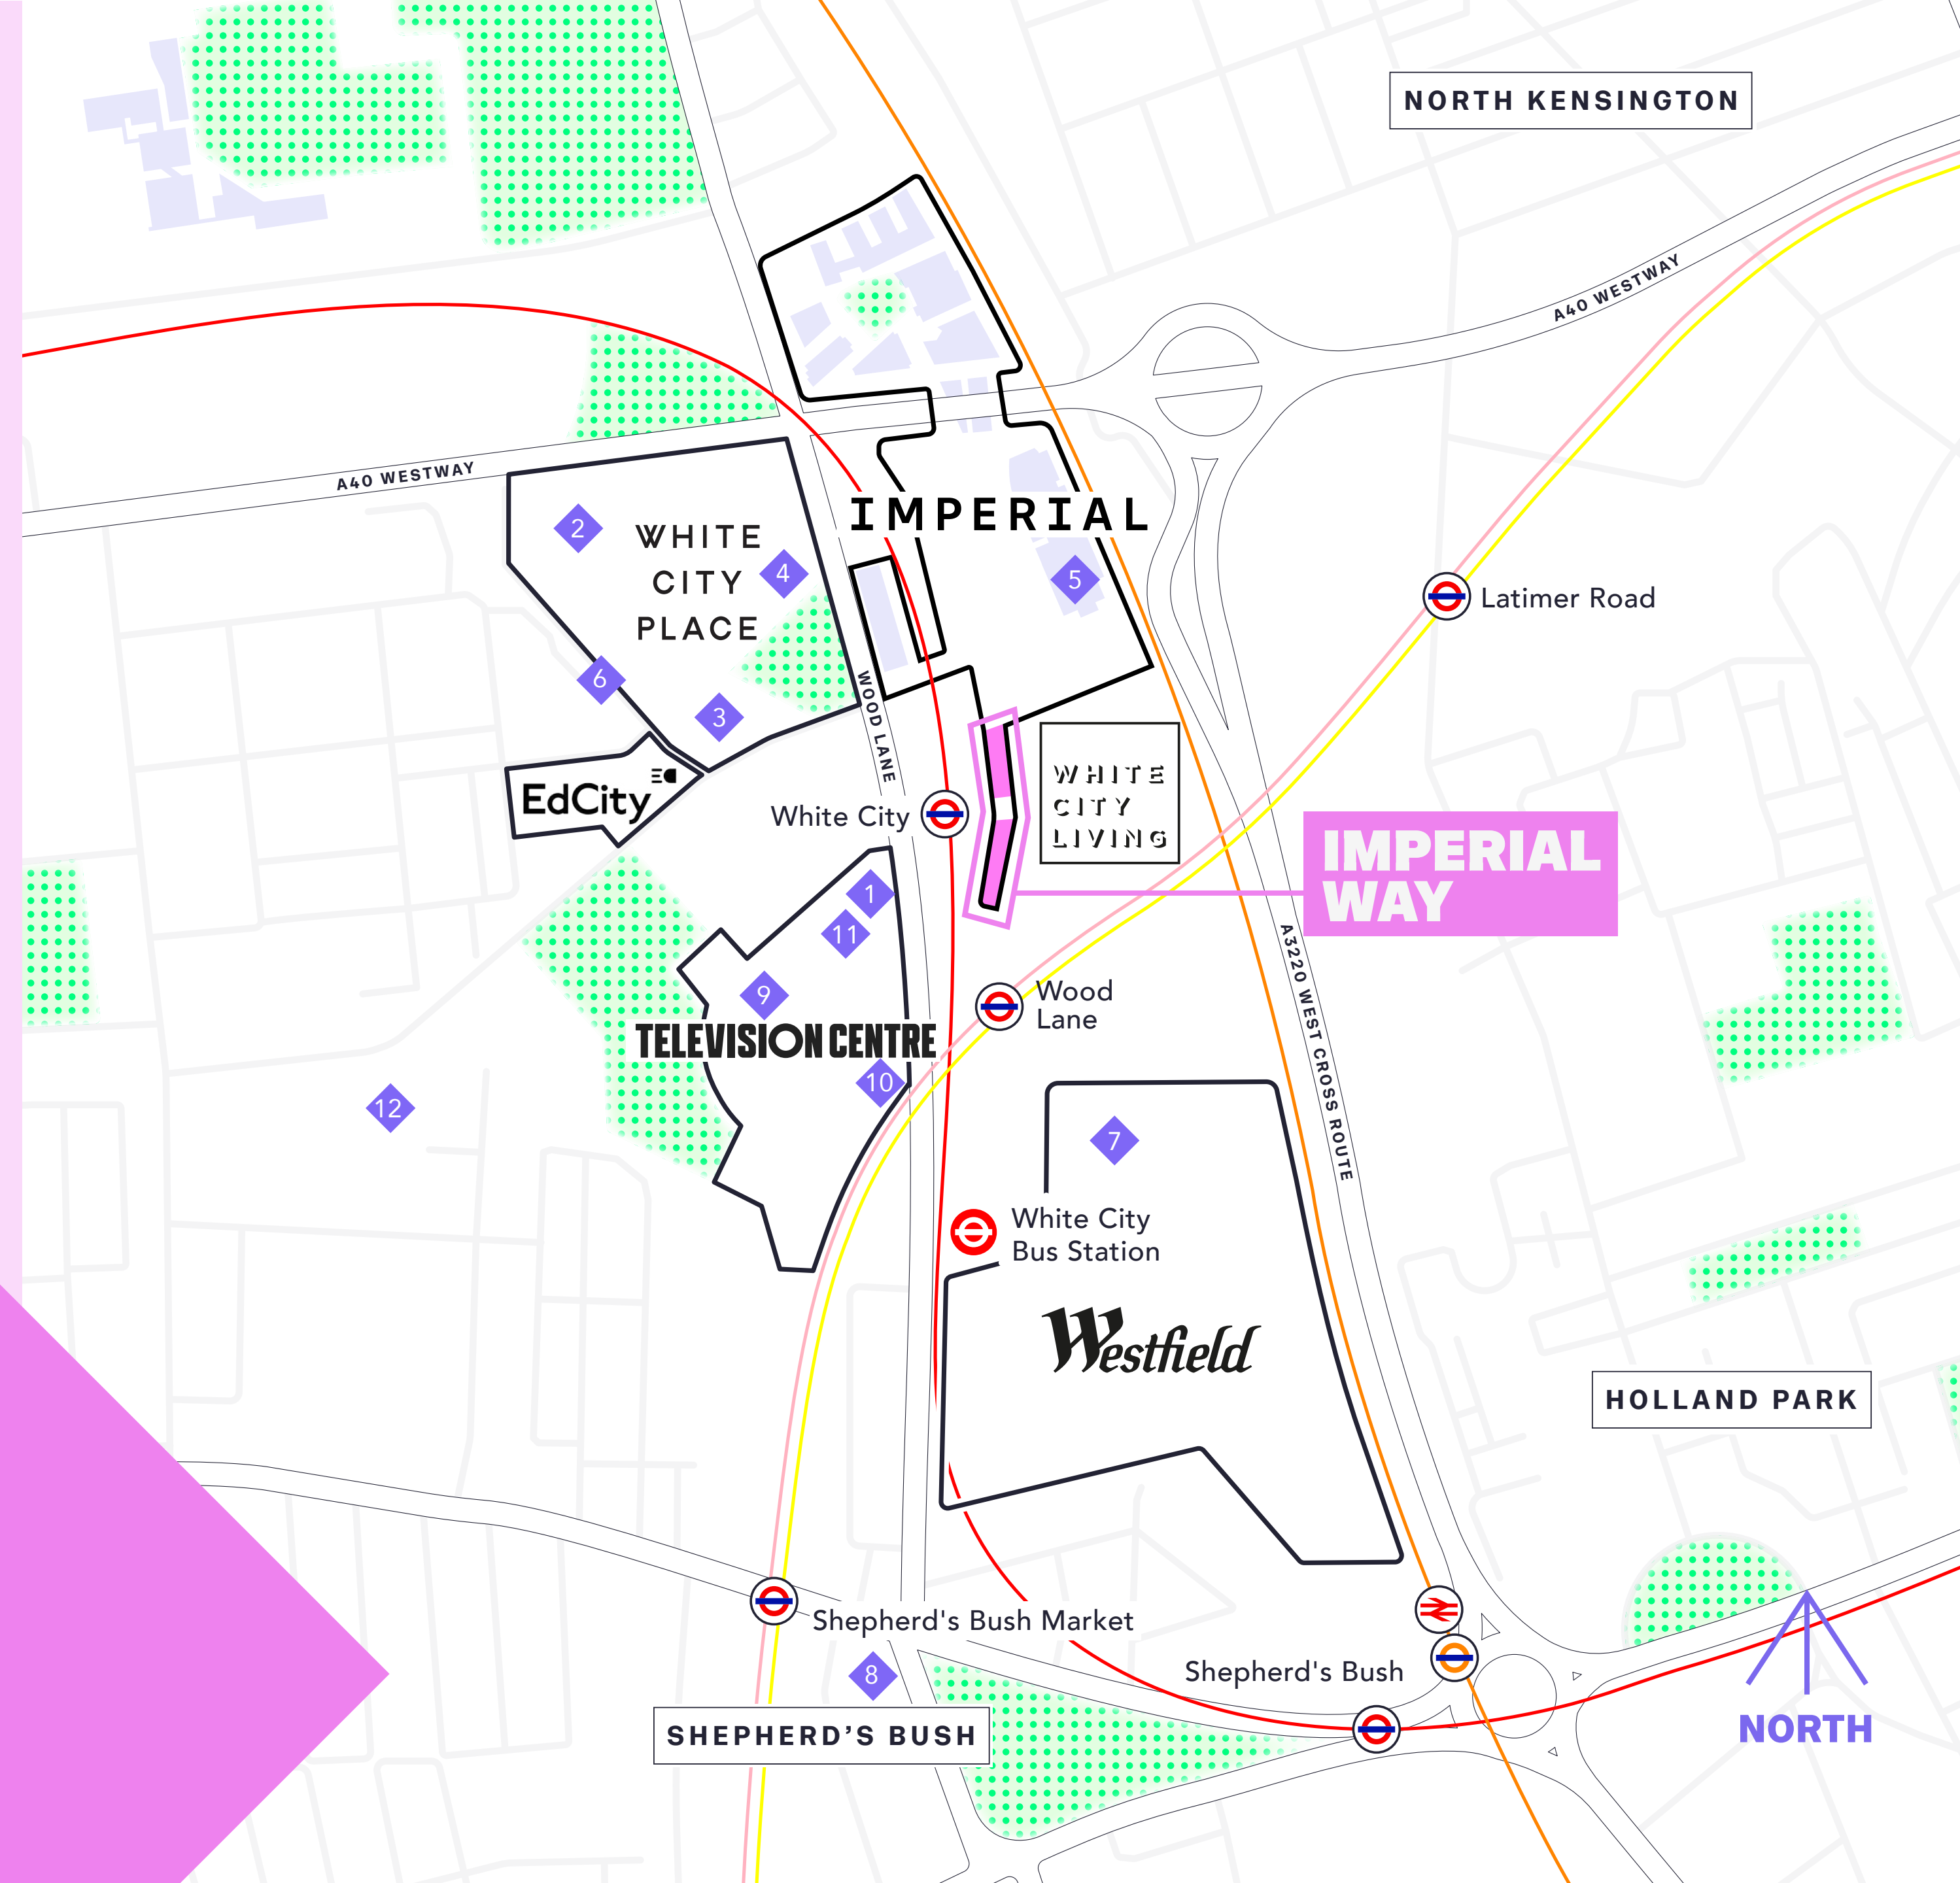 NORTH KENSINGTON
A40 WESTWAY
A40 WESTWAY
IMPERIAL
2
WHITE
CITY
PLACE
4
5
6
3
Latimer Road
WOOD LANE
EdCity
White City
WHITE
CITY
LIVING
IMPERIAL
WAY
1
11
9
A3220 WEST CROSS ROUTE
Wood
Lane
TELEVISION CENTRE
10
12
7
White City
Bus Station
Westfield
HOLLAND PARK
Shepherd's Bush Market
8
Shepherd's Bush
SHEPHERD’S BUSH
NORTH